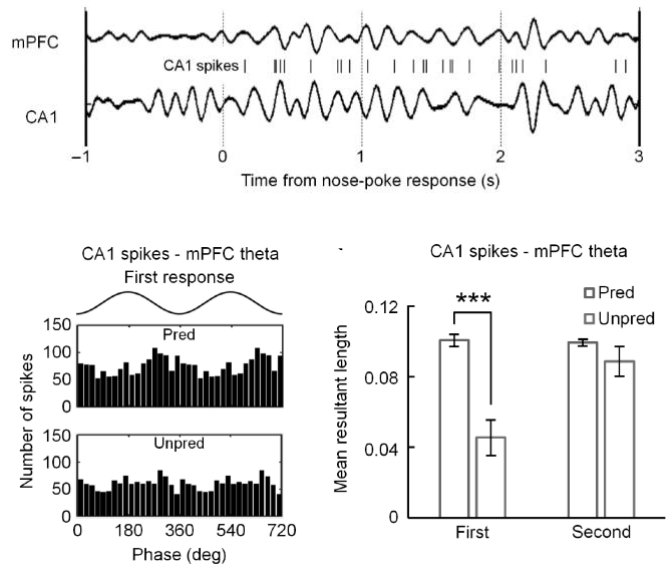 mPFC
CA1 spikes
CA1
−1 0 1 2 3
Time from nose-poke response (s)
CA1 spikes - mPFC theta
First response
150
Pred
100
50
0
150
Unpred
100
50
0
Number of spikes
0 180 360 540 720
Phase (deg)
CA1 spikes - mPFC theta
0.12
***
Pred
Unpred
0.08
0.04
0
Mean resultant length
First Second